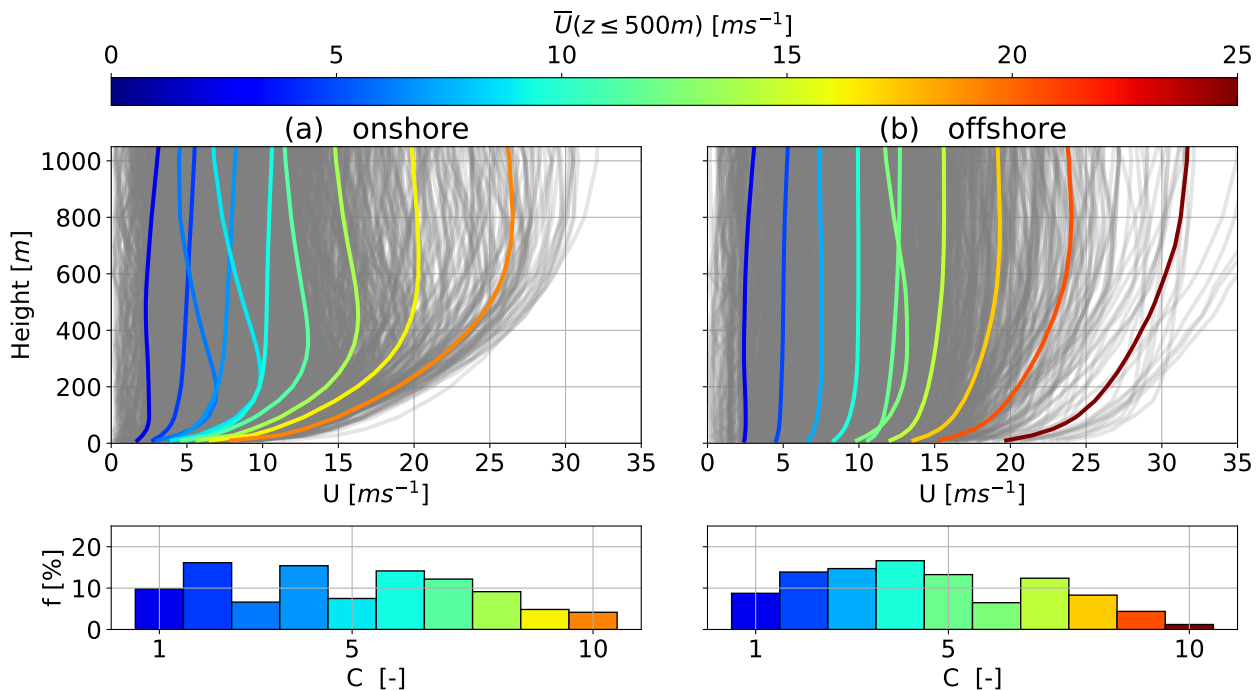 U̅(z ≤ 500m) [ms⁻¹]
0 5 10 15 20 25
(a) onshore
(b) offshore
Height [m]
1000
800
600
400
200
0
0 5 10 15 20 25 30 35
U [ms⁻¹]
0 5 10 15 20 25 30 35
U [ms⁻¹]
f [%]
20
10
0
1 5 10
C [-]
1 5 10
C [-]